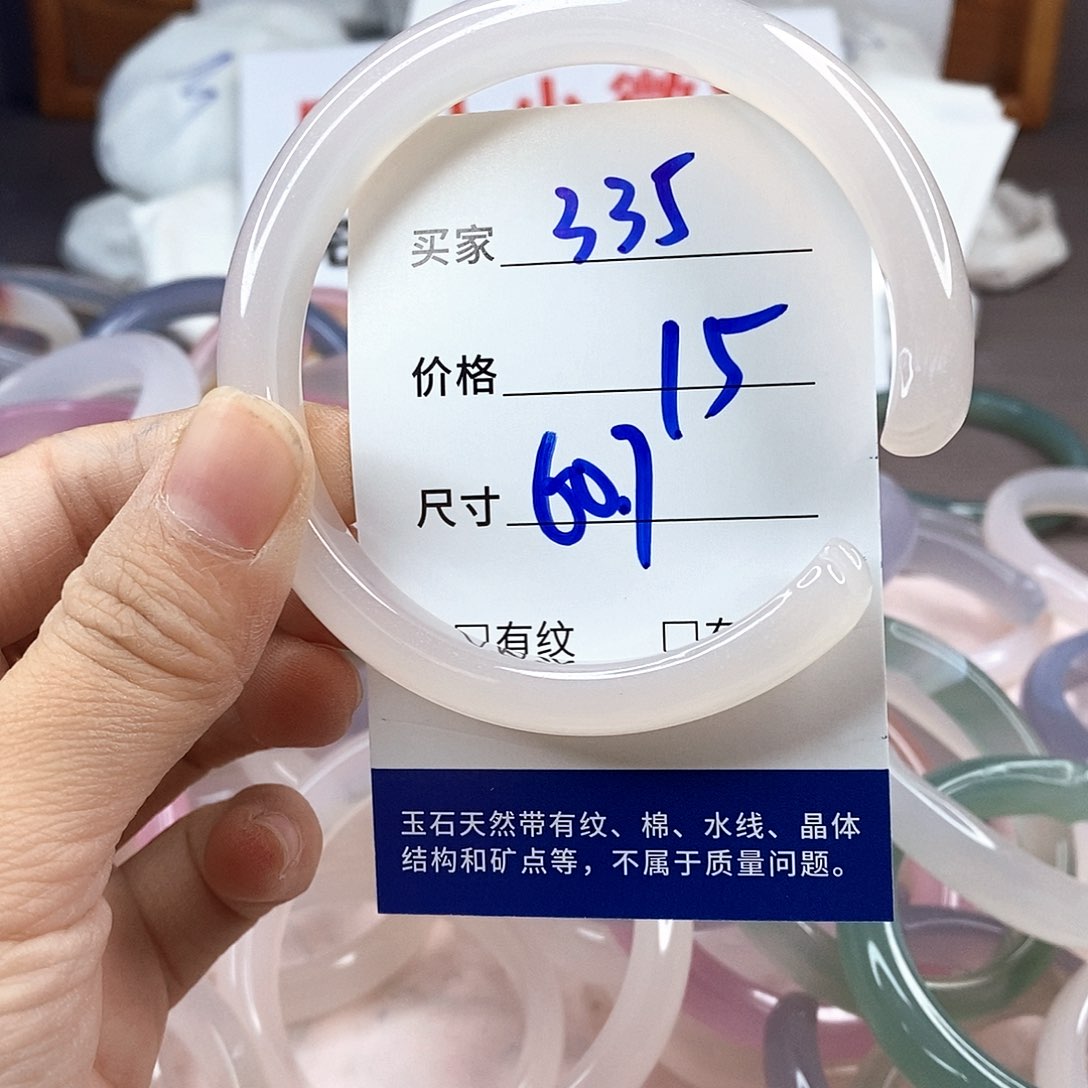 买家 335
价格 15
尺寸 60.7
□有纹 □
玉石天然带有纹、棉、水线、晶体
结构和矿点等，不属于质量问题。